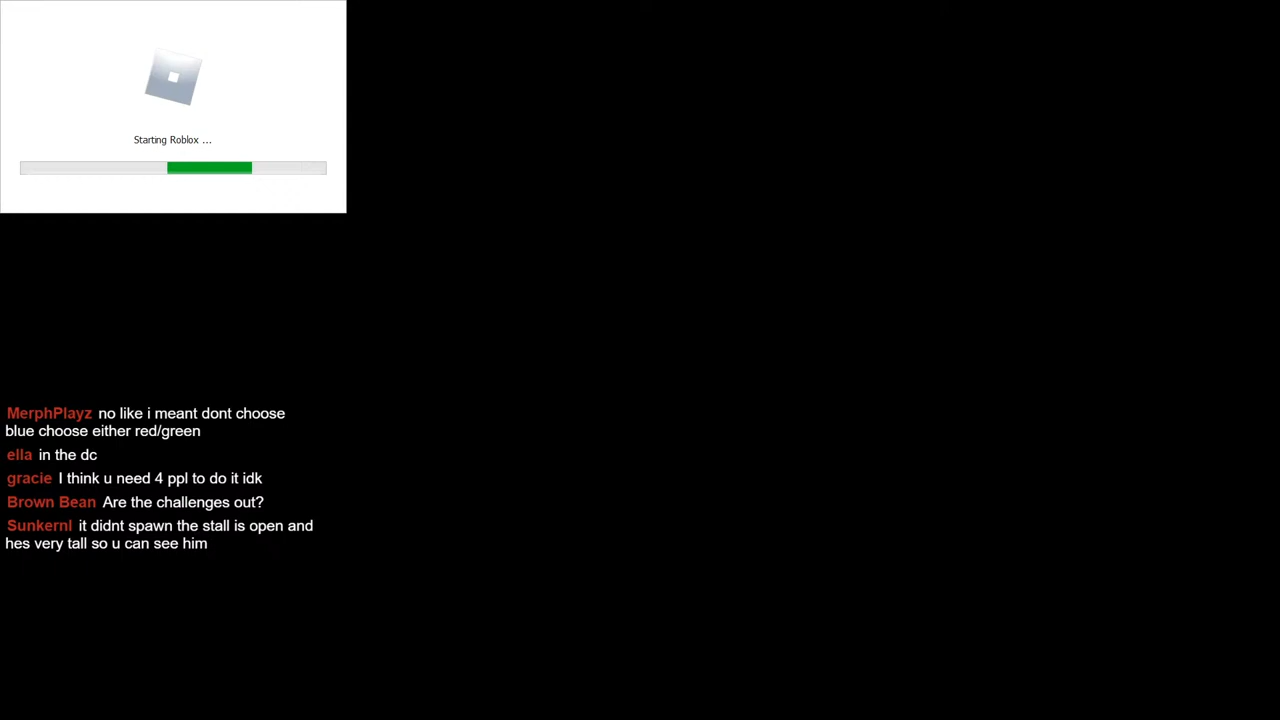 Starting Roblox ...
MerphPlayz no like i meant dont choose
blue choose either red/green
ella in the dc
gracie I think u need 4 ppl to do it idk
Brown Bean Are the challenges out?
Sunkernl it didnt spawn the stall is open and
hes very tall so u can see him